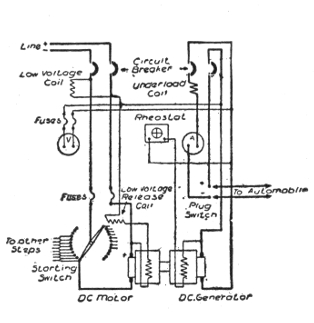 Line
+
Circuit
Breaker
Low Voltage
Coil
Underload
Coil
Fuses
V
Rheostat
A
Fuses
Low Voltage
Release
Coil
+
-
To Automobile
Plug
Switch
To other
Steps
Starting
Switch
+
DC Motor
D.C. Generator